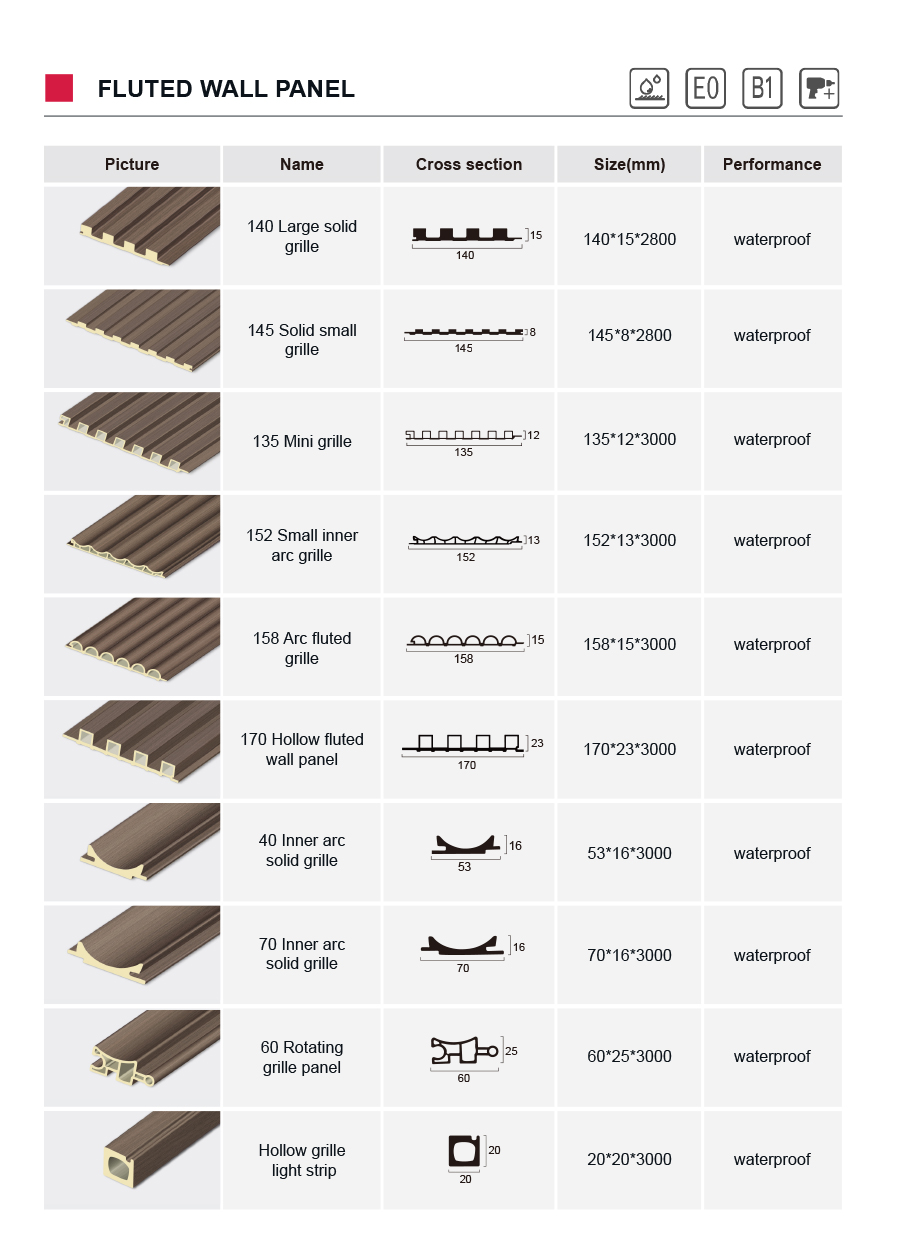 FLUTED WALL PANEL
E0
B1
Picture
Name
Cross section
Size(mm)
Performance
140 Large solid
grille
15
140
140*15*2800
waterproof
145 Solid small
grille
8
145
145*8*2800
waterproof
135 Mini grille
12
135
135*12*3000
waterproof
152 Small inner
arc grille
13
152
152*13*3000
waterproof
158 Arc fluted
grille
15
158
158*15*3000
waterproof
170 Hollow fluted
wall panel
23
170
170*23*3000
waterproof
40 Inner arc
solid grille
16
53
53*16*3000
waterproof
70 Inner arc
solid grille
16
70
70*16*3000
waterproof
60 Rotating
grille panel
25
60
60*25*3000
waterproof
Hollow grille
light strip
20
20
20*20*3000
waterproof